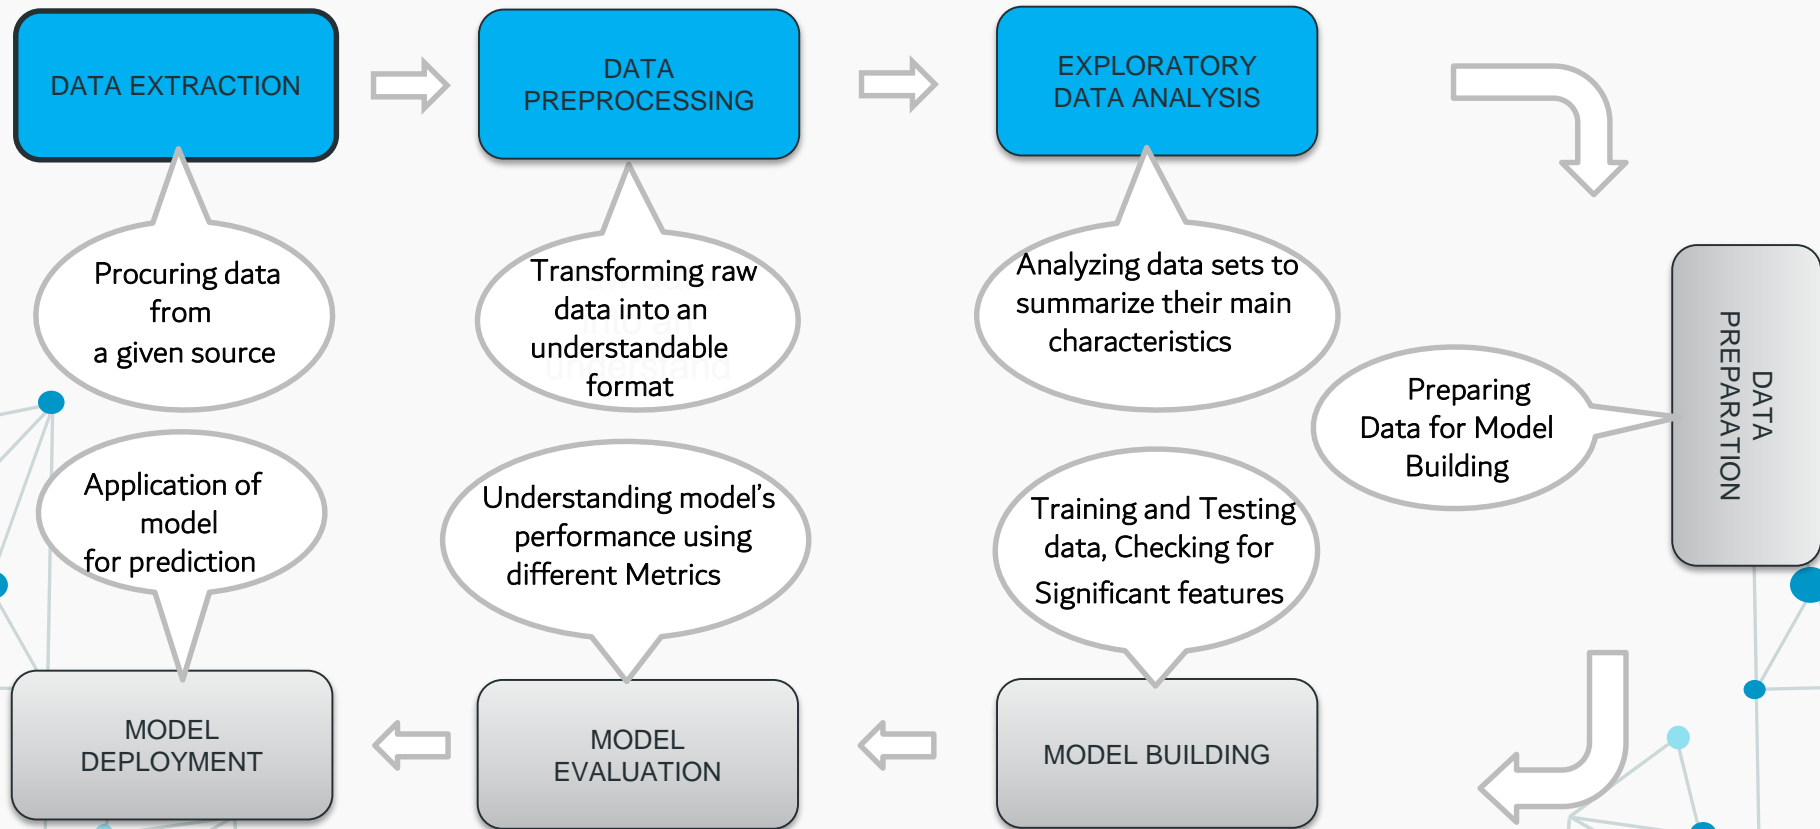 DATA EXTRACTION
DATA
PREPROCESSING
EXPLORATORY
DATA ANALYSIS
Procuring data
from
a given source
Transforming raw
data into an
understandable
format
Analyzing data sets to
summarize their main
characteristics
DATA
PREPARATION
Preparing
Data for Model
Building
Application of
model
for prediction
Understanding model's
performance using
different Metrics
Training and Testing
data, Checking for
Significant features
MODEL
DEPLOYMENT
MODEL
EVALUATION
MODEL BUILDING